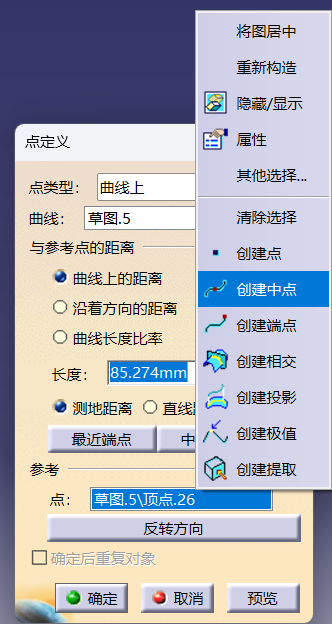 将图居中
重新构造
隐藏/显示
属性
其他选择...
清除选择
创建点
创建中点
创建端点
创建相交
创建投影
创建极值
创建提取
点定义
点类型： 曲线上
曲线： 草图.5
与参考点的距离
曲线上的距离
沿着方向的距离
曲线长度比率
长度： 85.274mm
测地距离 直线
最近端点 中
参考
点： 草图.5\顶点.26
反转方向
确定后重复对象
确定 取消 预览